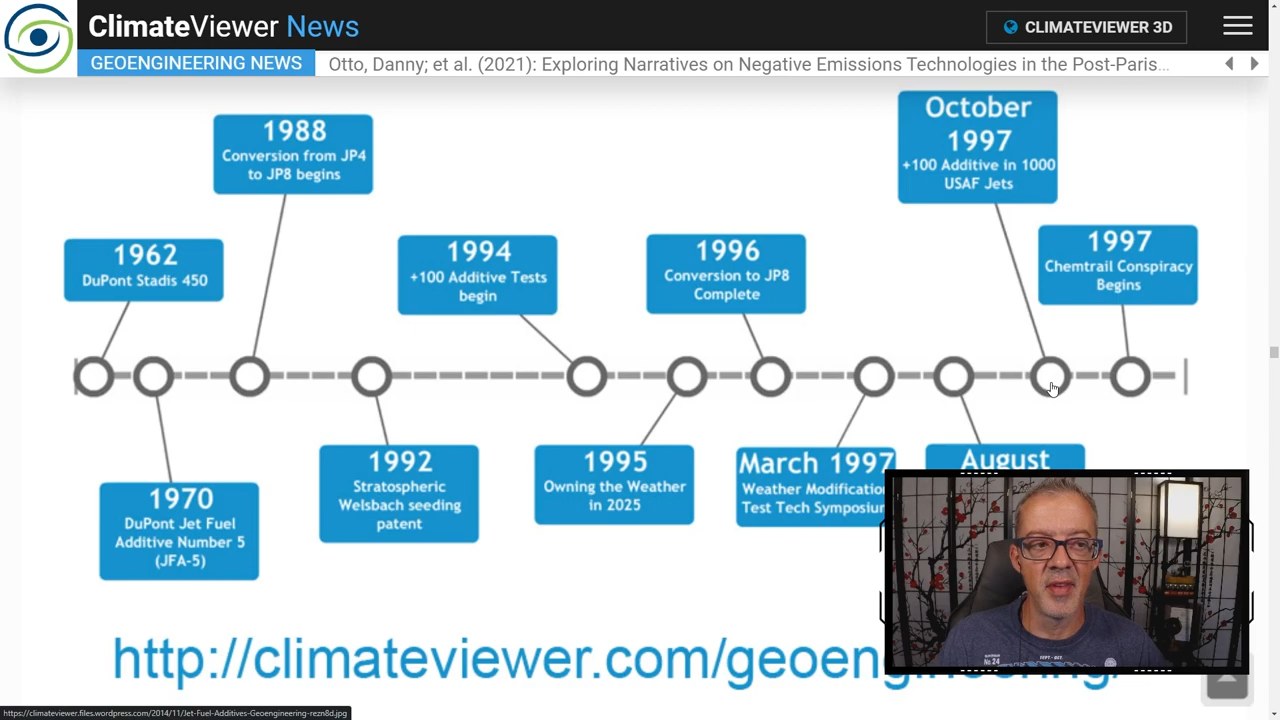 ClimateViewer News
CLIMATEVIEWER 3D
GEOENGINEERING NEWS
Otto, Danny; et al. (2021): Exploring Narratives on Negative Emissions Technologies in the Post-Paris…
October
1997
+100 Additive in 1000
USAF Jets
1988
Conversion from JP4
to JP8 begins
1962
DuPont Stadis 450
1994
+100 Additive Tests
begin
1996
Conversion to JP8
Complete
1997
Chemtrail Conspiracy
Begins
1970
DuPont Jet Fuel
Additive Number 5
(JFA-5)
1992
Stratospheric
Welsbach seeding
patent
1995
Owning the Weather
in 2025
March 1997
Weather Modification
Test Tech Symposium
August
http://climateviewer.com/geoengineering/
https://climateviewer.files.wordpress.com/2014/11/Jet-Fuel-Additives-Geoengineering-rezn8d.jpg
No 24